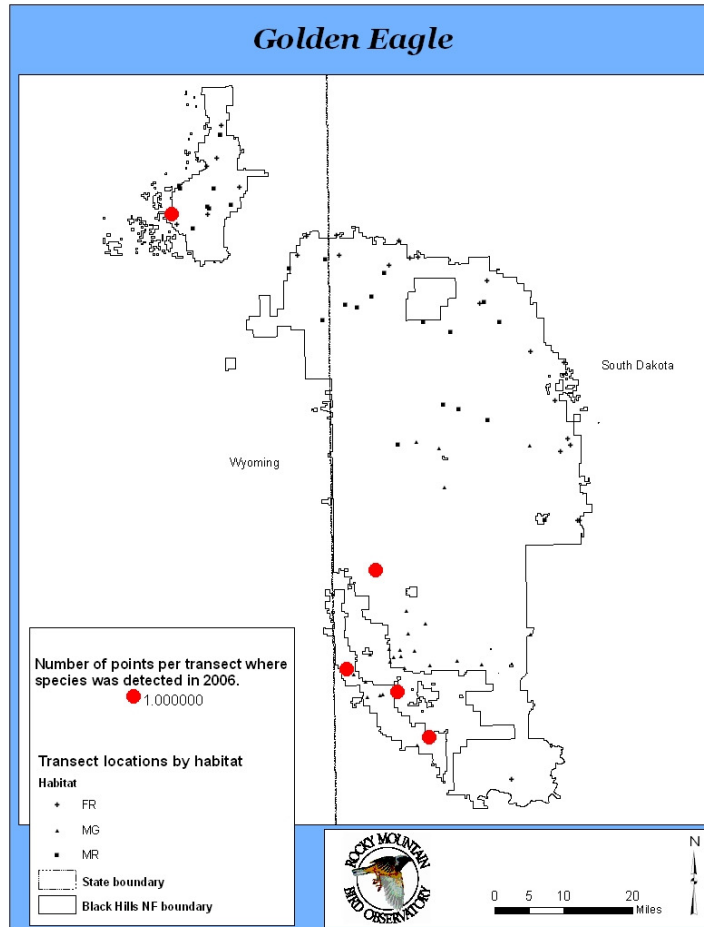 Golden Eagle
South Dakota
Wyoming
Number of points per transect where
species was detected in 2006.
1.000000
Transect locations by habitat
Habitat
FR
MG
MR
State boundary
Black Hills NF boundary
ROCKY MOUNTAIN
BIRD OBSERVATORY
N
0 5 10 20
Miles